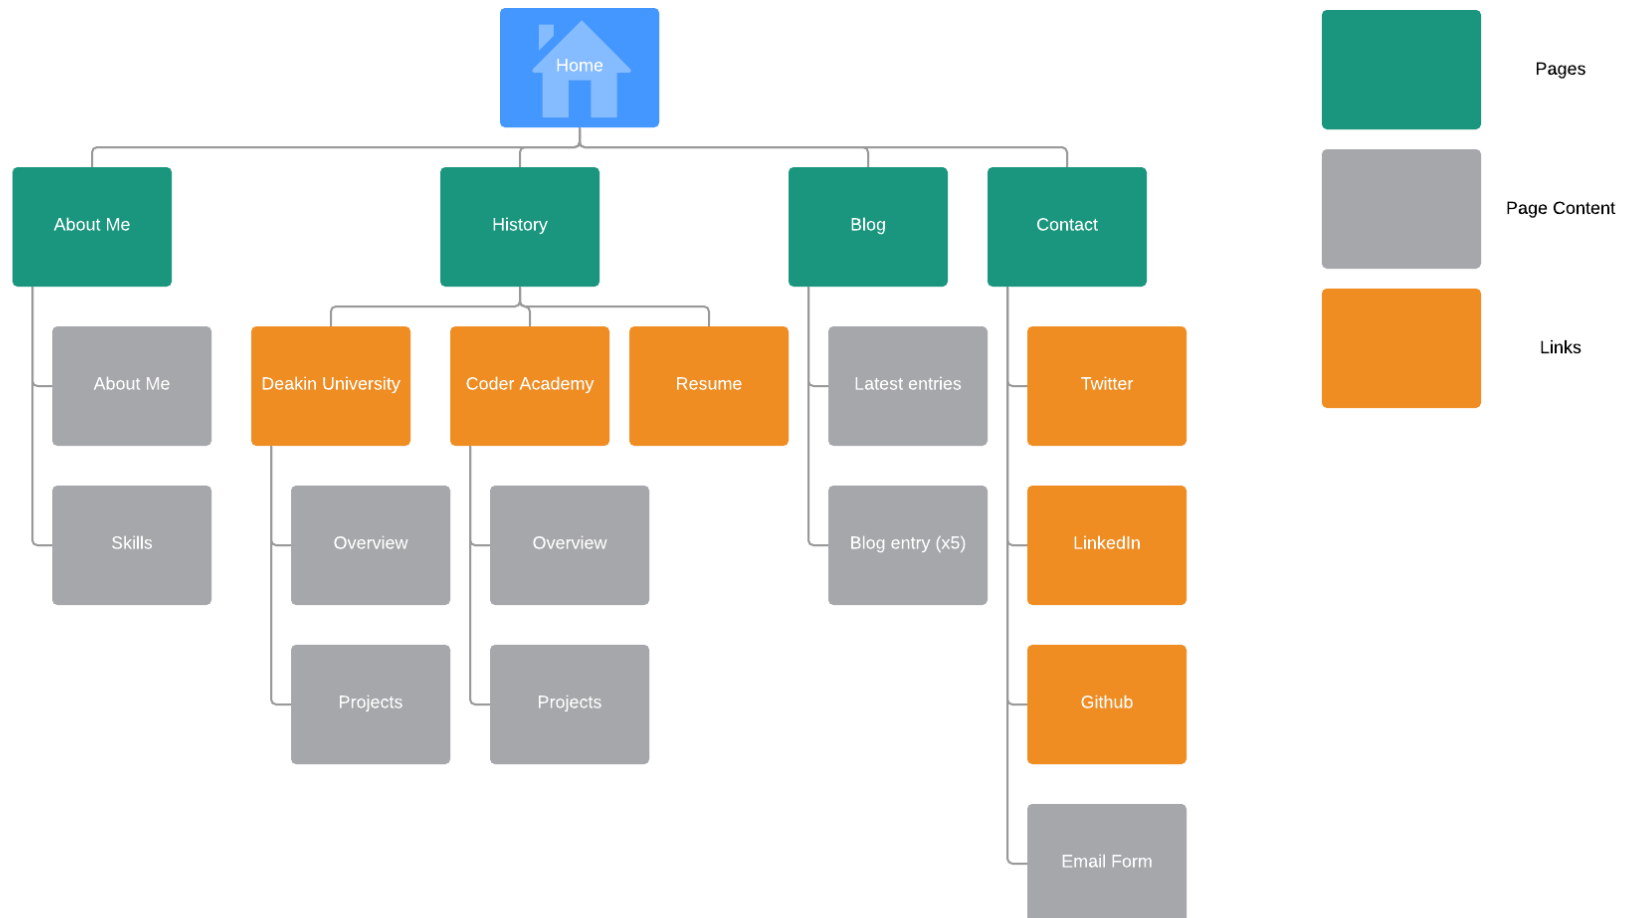 Home
Pages
Page Content
Links
About Me
History
Blog
Contact
About Me
Deakin University
Coder Academy
Resume
Latest entries
Twitter
Skills
Overview
Overview
Blog entry (x5)
LinkedIn
Projects
Projects
Github
Email Form